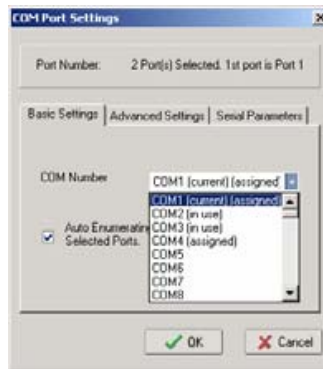 COM Port Settings
Port Number: 2 Port(s) Selected. 1st port is Port 1
Basic Settings Advanced Settings Serial Parameters
COM Number COM1 (current) (assigned
COM1 (current) (assigned)
COM2 (in use)
Auto Enumerating COM3 (in use)
Selected Ports. COM4 (assigned)
COM5
COM6
COM7
COM8
OK Cancel